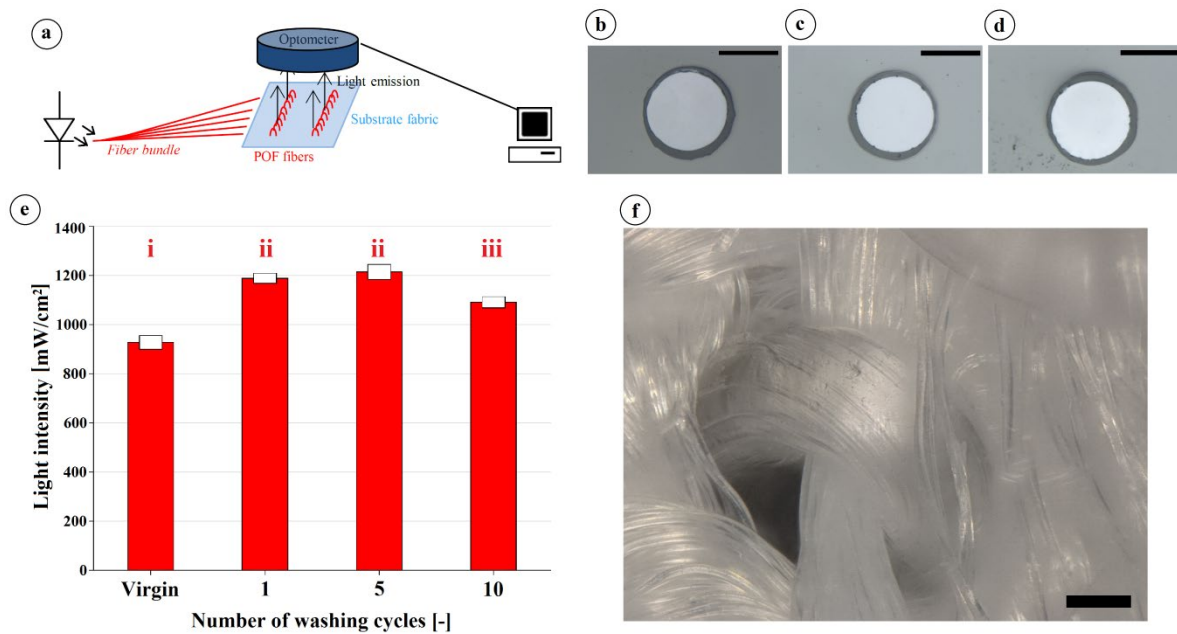 a
Optometer
Light emission
Substrate fabric
Fiber bundle
POF fibers
b
c
d
e
1400
1200
1000
800
600
400
200
0
i
ii
ii
iii
Light intensity [mW/cm²]
Virgin
1
5
10
Number of washing cycles [-]
f